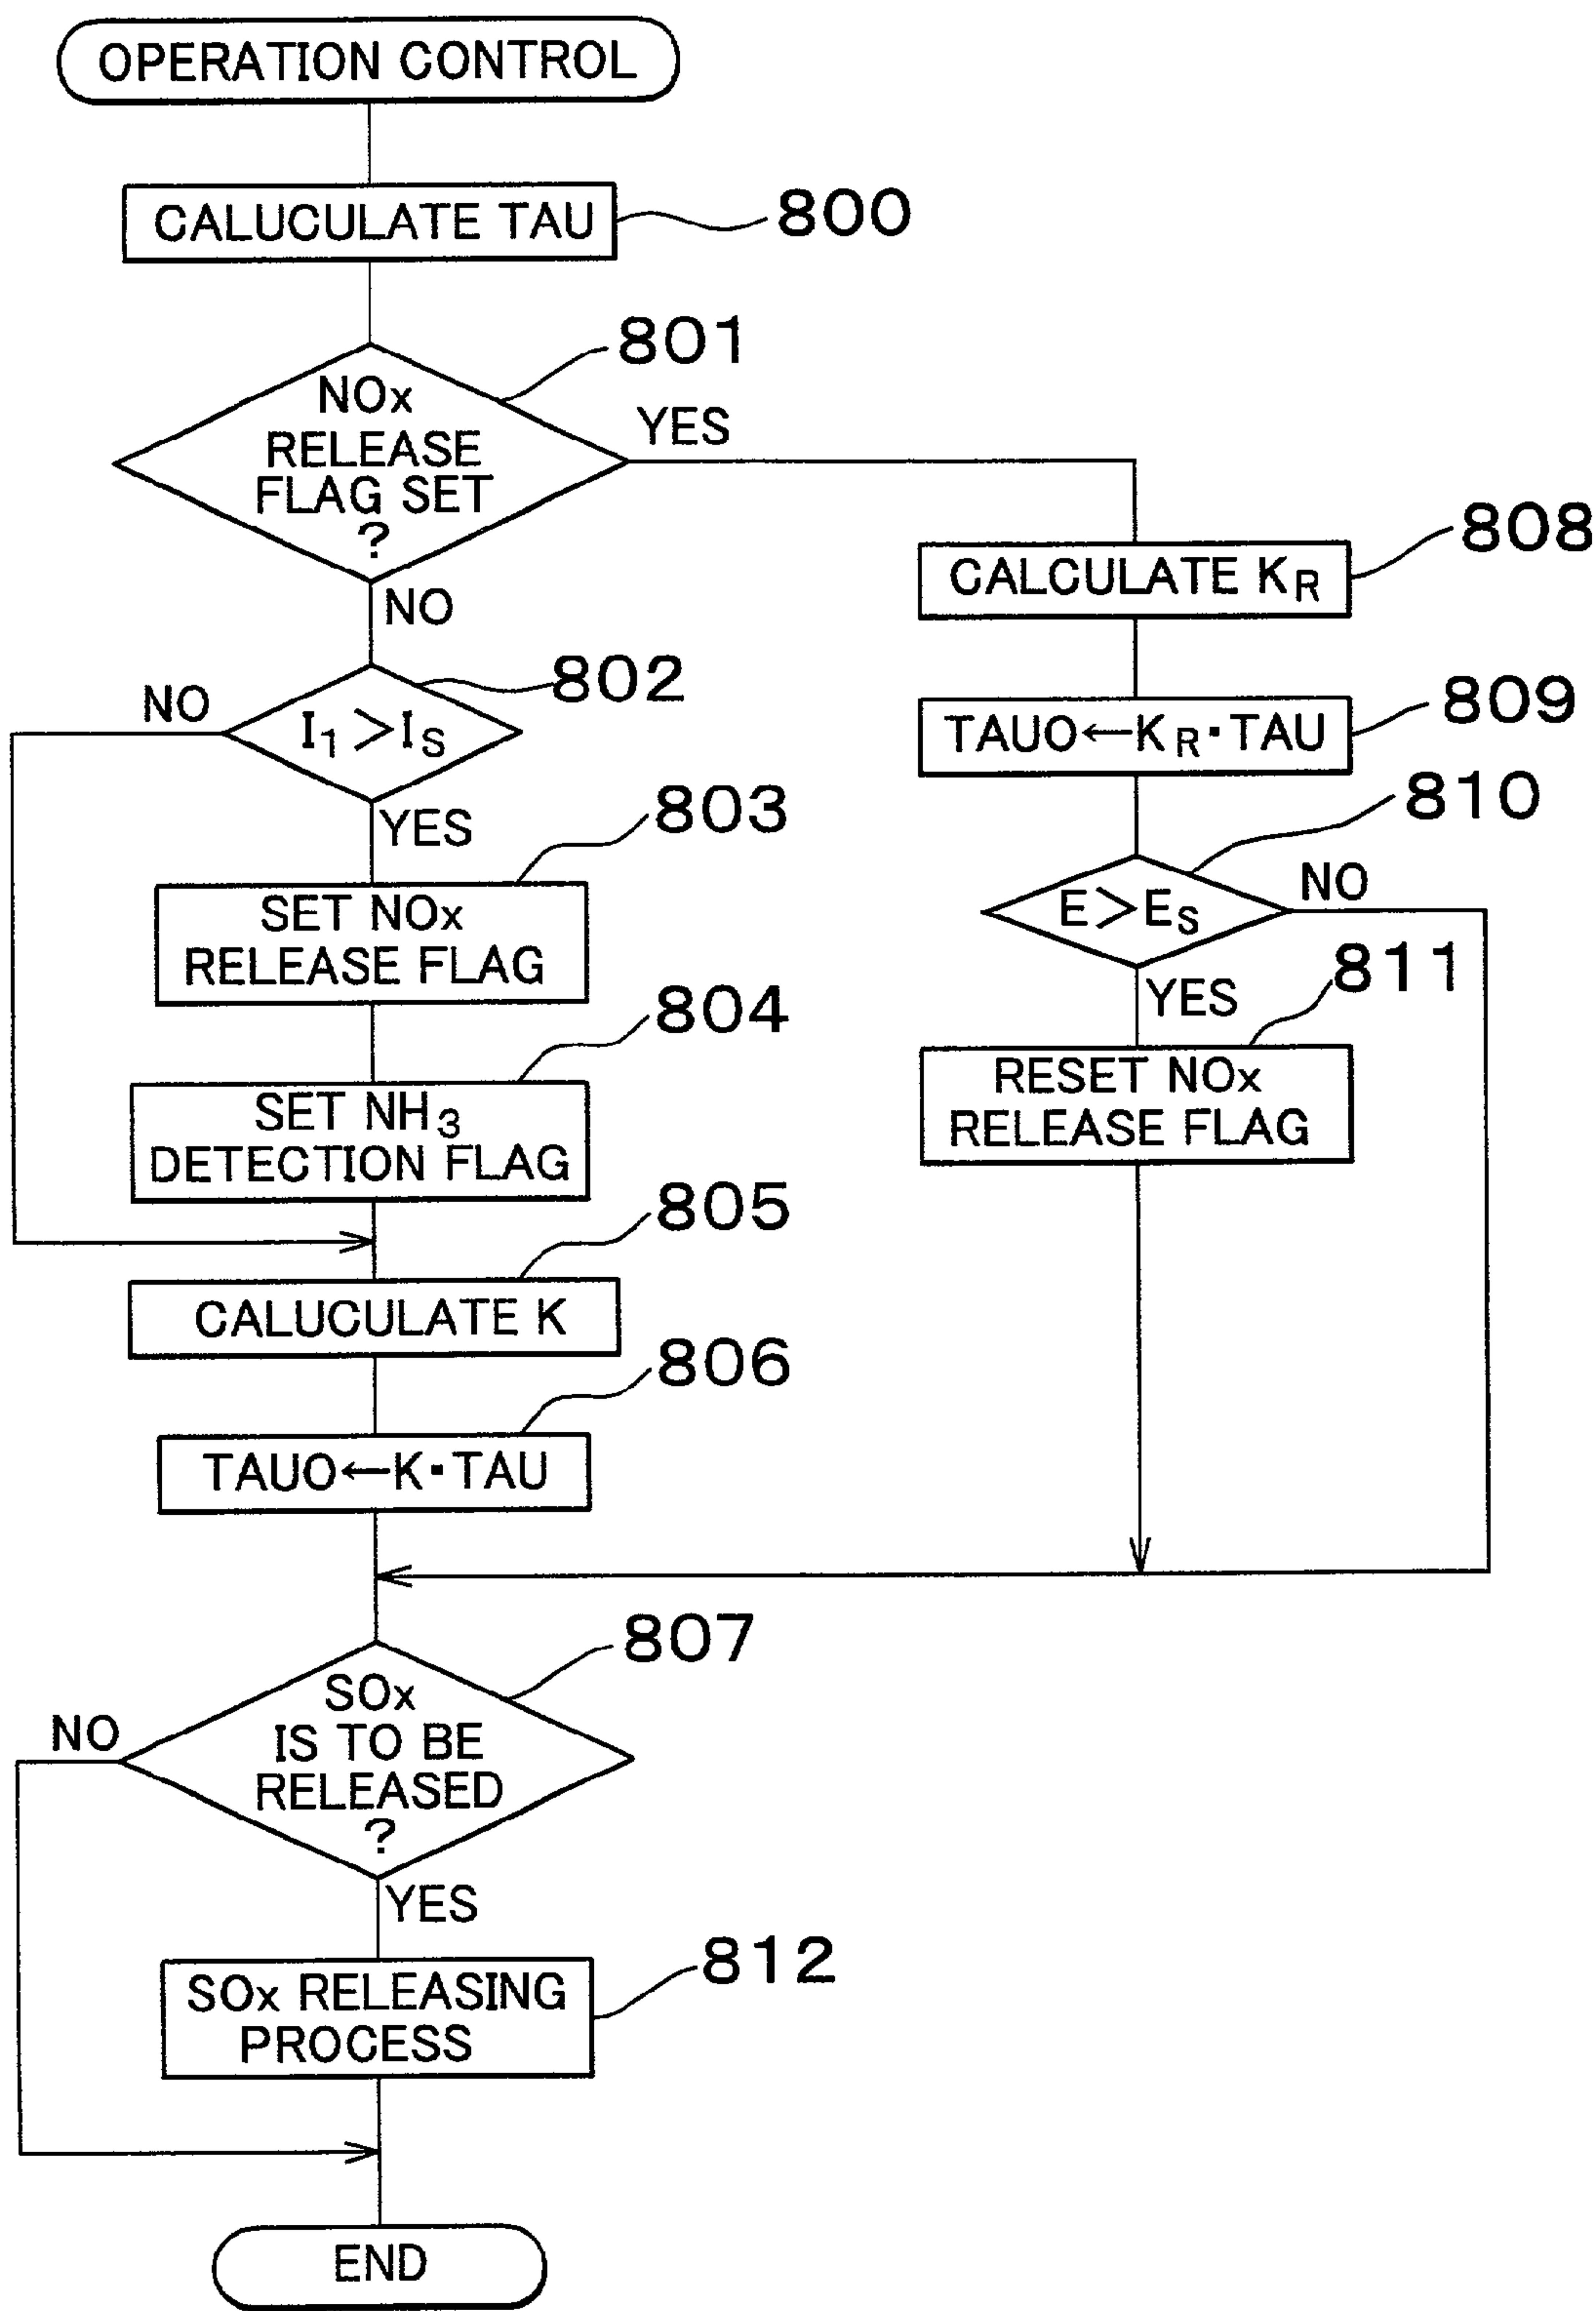 OPERATION CONTROL
CALUCULATE TAU
800
801
NOx
RELEASE
FLAG SET
?
YES
NO
808
CALCULATE KR
802
NO
I1 > IS
YES
809
TAUO←KR·TAU
810
E > ES
NO
YES
803
SET NOx
RELEASE FLAG
811
RESET NOx
RELEASE FLAG
804
SET NH3
DETECTION FLAG
805
CALUCULATE K
806
TAUO←K·TAU
807
SOx
IS TO BE
RELEASED
?
NO
YES
812
SOx RELEASING
PROCESS
END